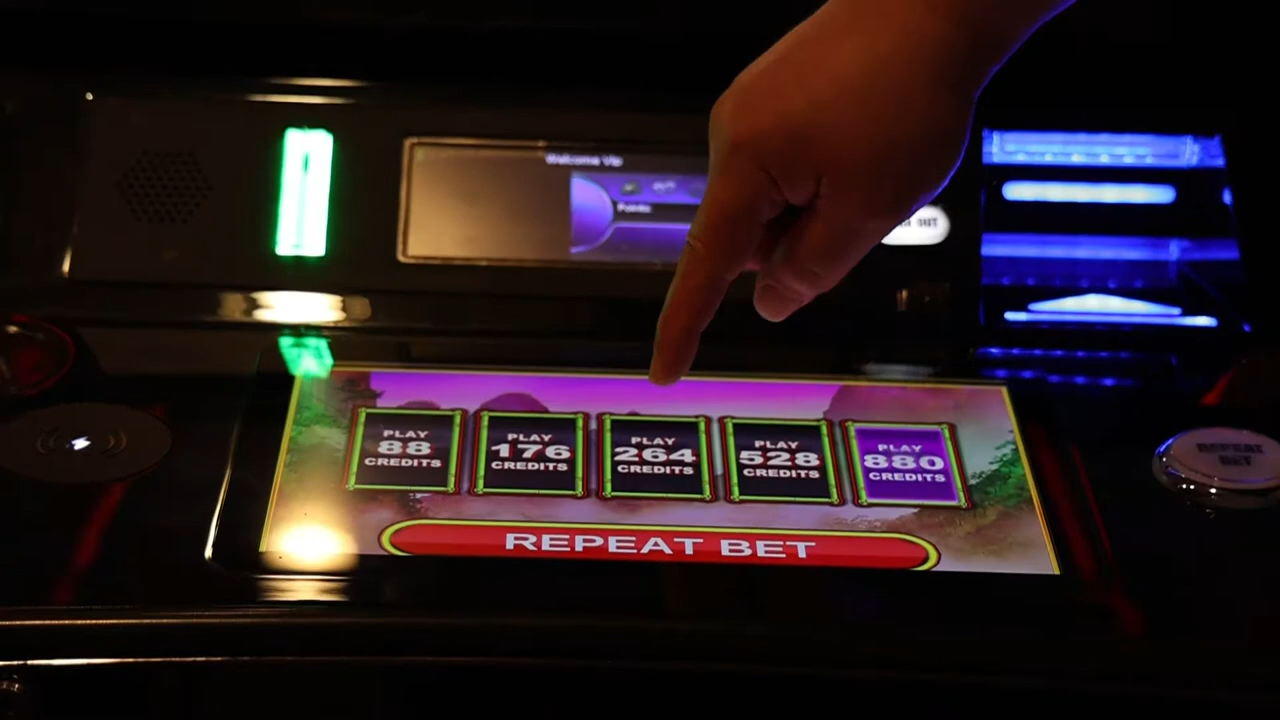 Welcome Vip
Points:
OUT
PLAY
88
CREDITS
PLAY
176
CREDITS
PLAY
264
CREDITS
PLAY
528
CREDITS
PLAY
880
CREDITS
REPEAT
BET
REPEAT BET